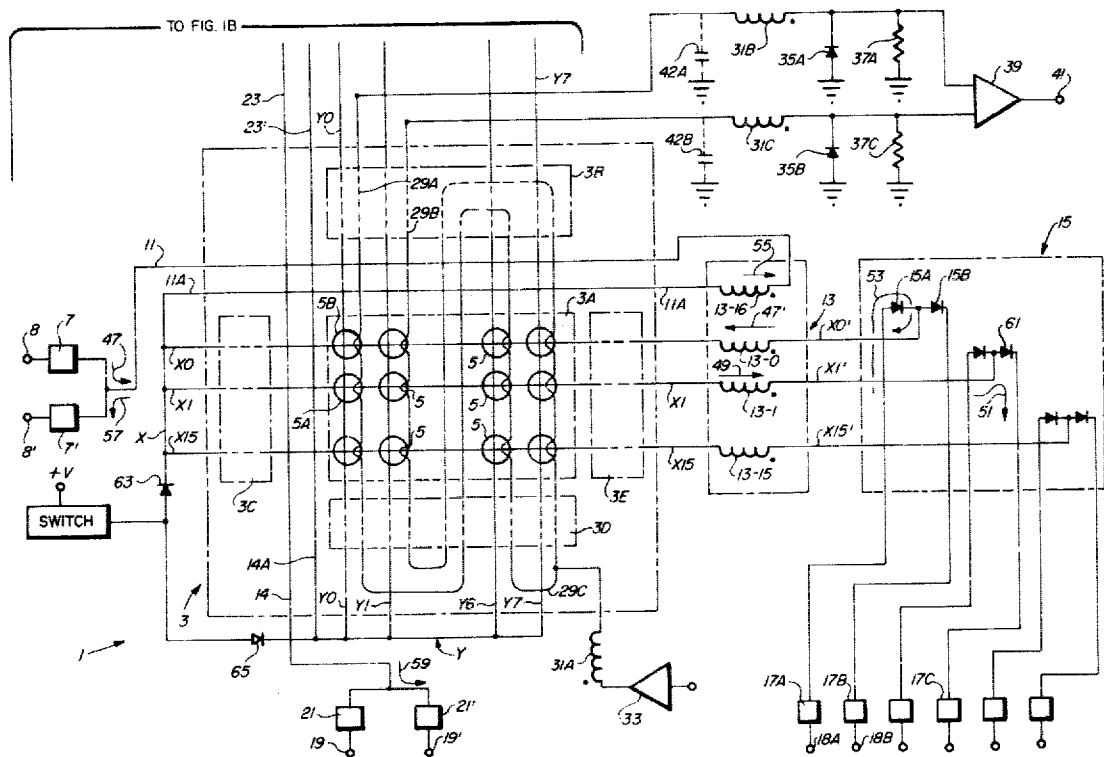 TO FIG. 1B
23
23'
Y0
Y7
42A
31B
35A
37A
39
41
42B
31C
35B
37C
29A
29B
3B
11
11A
55
15
11A
13-16
53
15A
15B
5B
3A
47'
13
X0'
61
8
7
47
X0
5
13-0
49
X1'
8'
7'
57
X1
5A
5
5
X1
13-1
51
X
X15
5
5
X15
X15'
+V
63
3C
3E
13-15
SWITCH
3D
14A
14
Y0
Y1
Y6
Y7
29C
3
1
65
Y
31A
59
33
17A
17B
17C
21
21'
19
19'
18A
18B